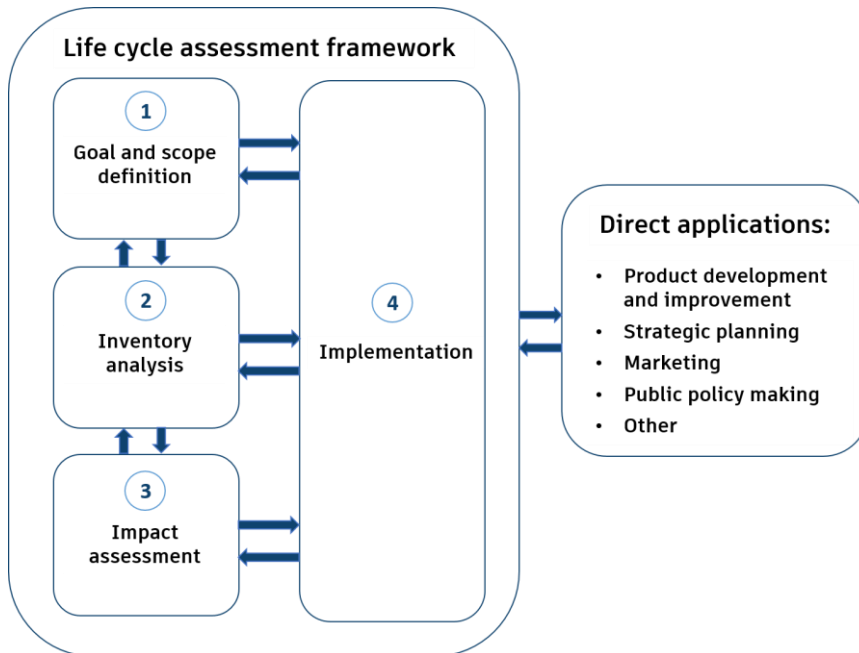 Life cycle assessment framework
1
Goal and scope
definition
2
Inventory
analysis
3
Impact
assessment
4
Implementation
Direct applications:
• Product development
and improvement
• Strategic planning
• Marketing
• Public policy making
• Other